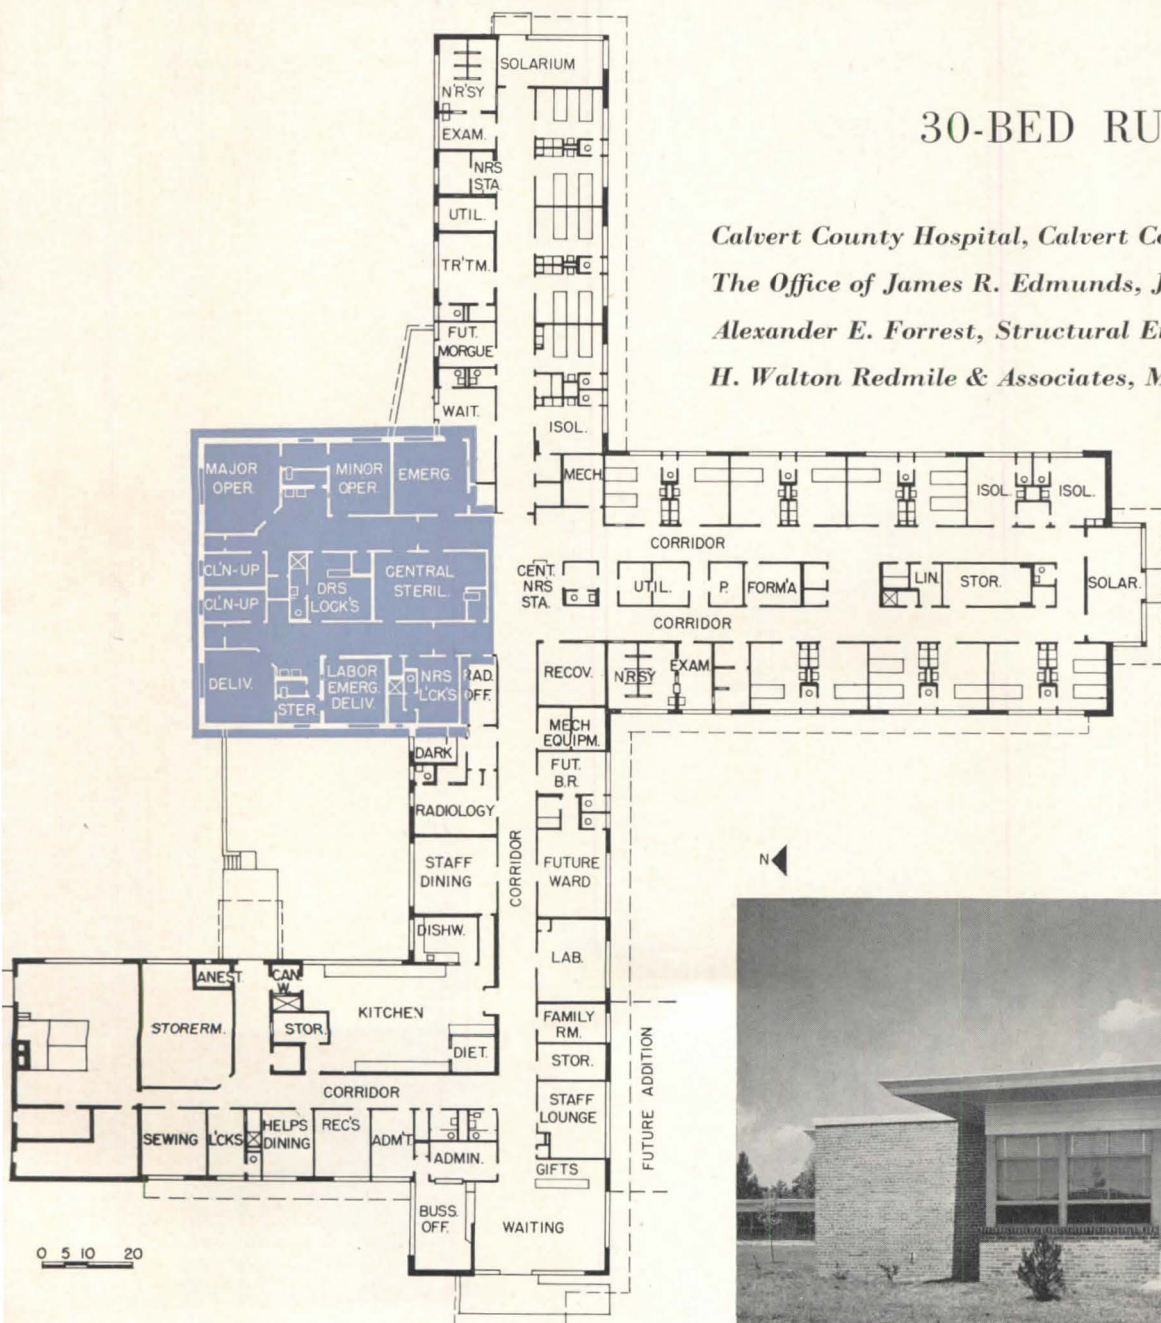 30-BED RU
Calvert County Hospital, Calvert Co
The Office of James R. Edmunds, J
Alexander E. Forrest, Structural E
H. Walton Redmile & Associates, M
SOLARIUM
N'R'SY
EXAM.
NRS
STA.
UTIL.
TR'TM.
FUT.
MORGUE
WAIT.
ISOL.
MECH.
MAJOR
OPER.
MINOR
OPER.
EMERG.
CL'N-UP
CL'N-UP
DRS
LOCK'S
CENTRAL
STERIL.
DELIV.
STER.
LABOR
EMERG.
DELIV.
NRS
L'CK'S
RAD.
OFF.
ISOL.
ISOL.
CORRIDOR
CENT.
NRS
STA.
UTIL.
P.
FORM'A
LIN.
STOR.
SOLAR.
CORRIDOR
RECOV.
N'RSY
EXAM.
MECH
EQUIPM.
DARK
FUT.
B.R.
RADIOLOGY
CORRIDOR
STAFF
DINING
FUTURE
WARD
N
DISHW.
LAB.
ANEST.
CAN
W.
STORERM.
STOR.
KITCHEN
DIET.
FAMILY
RM.
STOR.
STAFF
LOUNGE
FUTURE ADDITION
CORRIDOR
SEWING
L'CKS
HELPS
DINING
REC'S
ADM'T.
ADMIN.
GIFTS
BUSS.
OFF.
WAITING
0 5 10 20